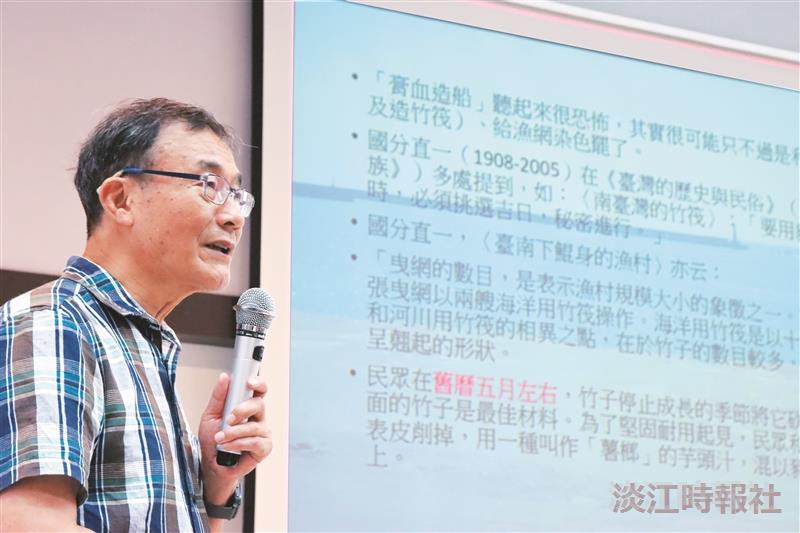 • 「膏血造船」聽起來很恐怖，其實很可能只不過是
及造竹筏）、給漁網染色罷了。
• 國分直一（1908-2005）在《臺灣的歷史與民俗》（
族》）多處提到，如：〈南臺灣的竹筏〉：「要用
時，必須挑選吉日，秘密進行。」
• 國分直一，〈臺南下鯤身的漁村〉亦云：
「曳網的數目，是表示漁村規模大小的象徵之一，
張曳網以兩艘海洋用竹筏操作。海洋用竹筏是以十
和河川用竹筏的相異之點，在於竹子的數目較多，
呈翹起的形狀。
• 民眾在舊曆五月左右，竹子停止成長的季節將它砍
面的竹子是最佳材料。為了堅固耐用起見，民眾
表皮削掉，用一種叫作「薯榔」的芋頭汁，混以
上。
淡江時報社